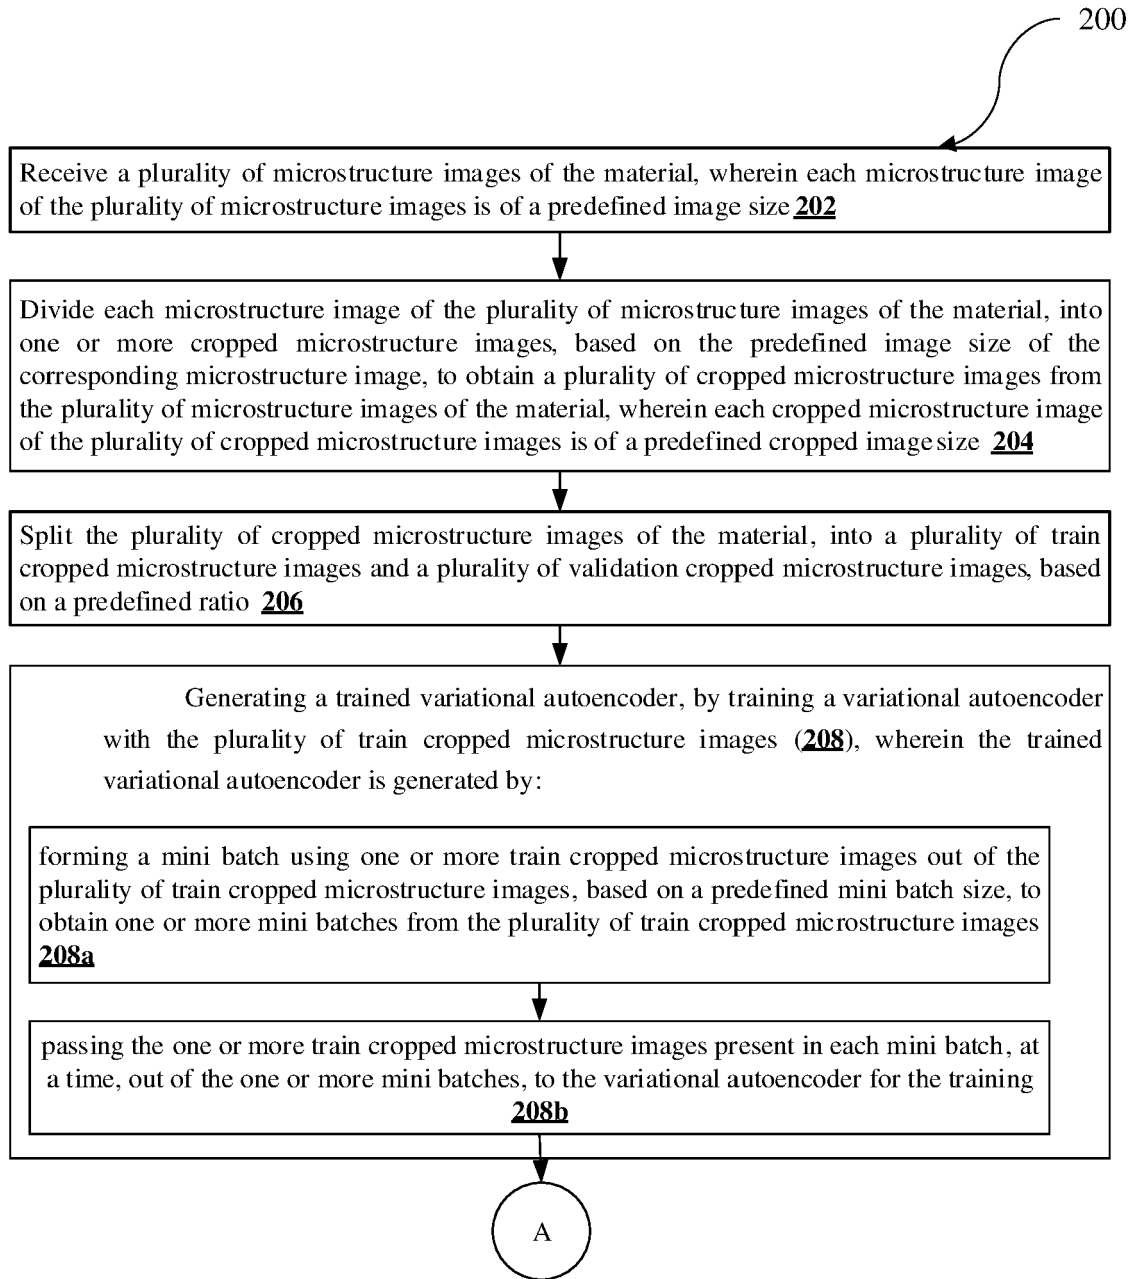 200
Receive a plurality of microstructure images of the material, wherein each microstructure image
of the plurality of microstructure images is of a predefined image size 202
Divide each microstructure image of the plurality of microstructure images of the material, into
one or more cropped microstructure images, based on the predefined image size of the
corresponding microstructure image, to obtain a plurality of cropped microstructure images from
the plurality of microstructure images of the material, wherein each cropped microstructure image
of the plurality of cropped microstructure images is of a predefined cropped image size 204
Split the plurality of cropped microstructure images of the material, into a plurality of train
cropped microstructure images and a plurality of validation cropped microstructure images, based
on a predefined ratio 206
Generating a trained variational autoencoder, by training a variational autoencoder
with the plurality of train cropped microstructure images (208), wherein the trained
variational autoencoder is generated by:
forming a mini batch using one or more train cropped microstructure images out of the
plurality of train cropped microstructure images, based on a predefined mini batch size, to
obtain one or more mini batches from the plurality of train cropped microstructure images
208a
passing the one or more train cropped microstructure images present in each mini batch, at
a time, out of the one or more mini batches, to the variational autoencoder for the training
208b
A